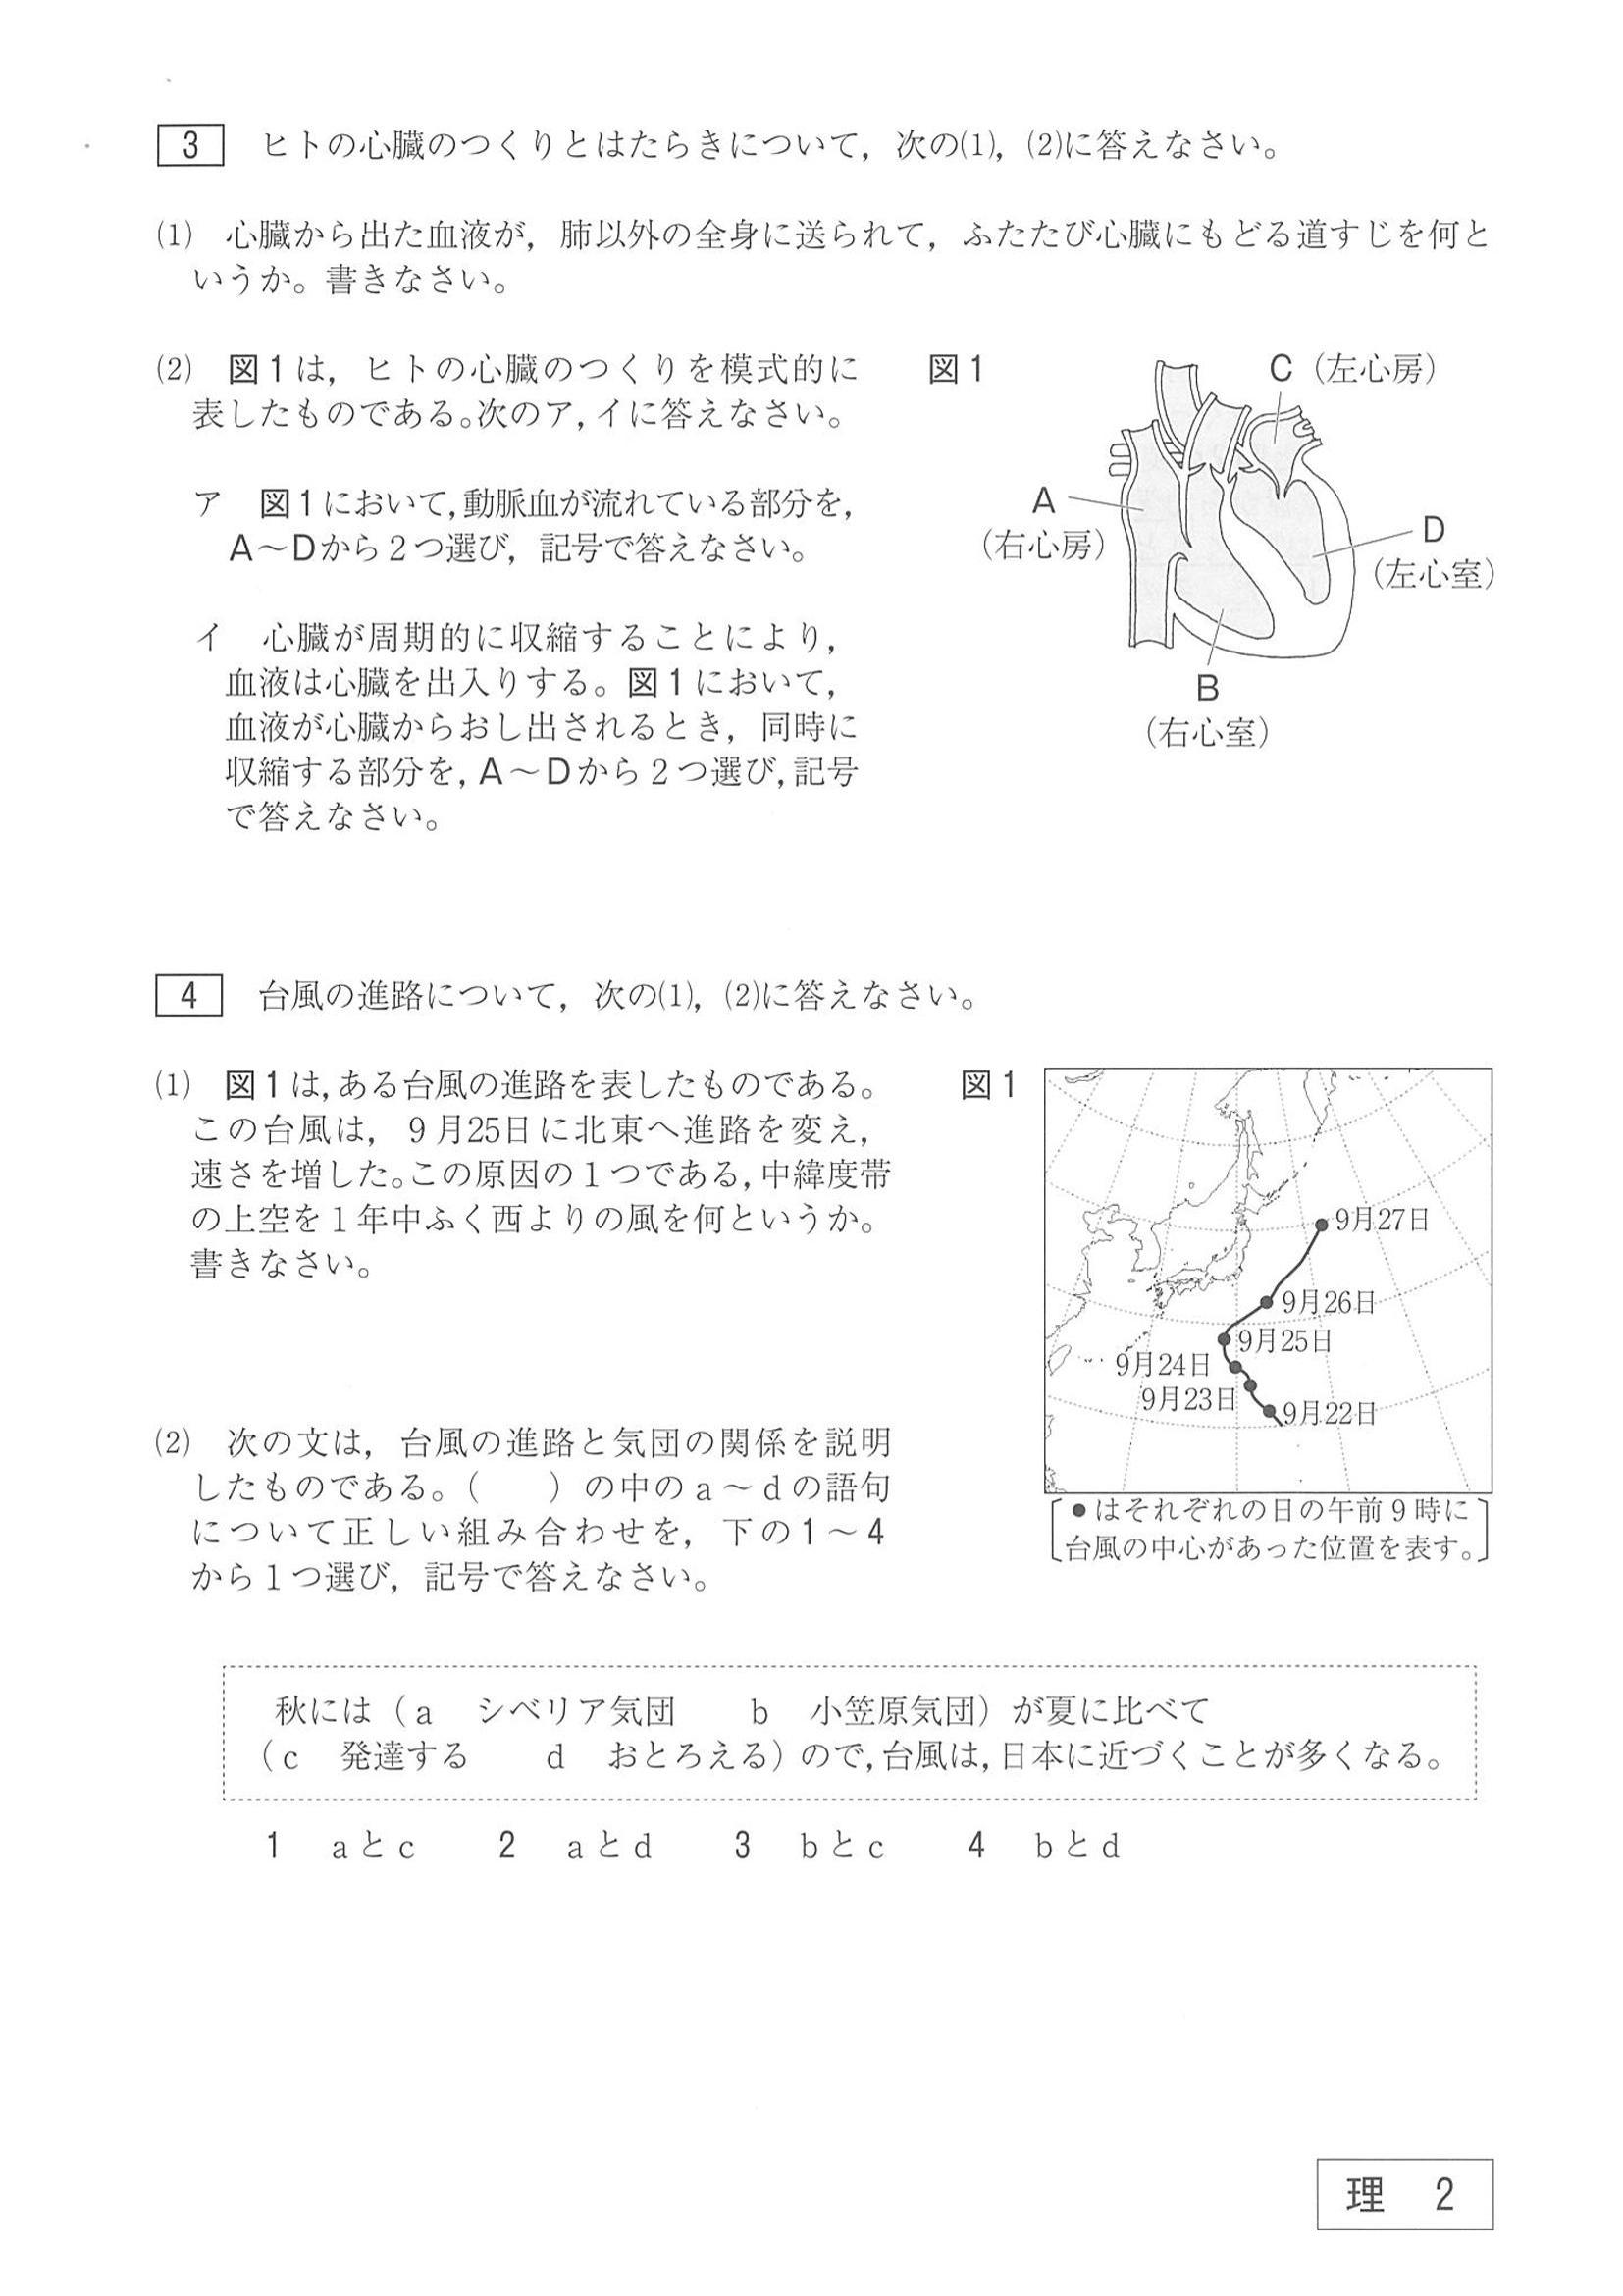 3 ヒトの心臓のつくりとはたらきについて，次の(1)，(2)に答えなさい。
(1) 心臓から出た血液が，肺以外の全身に送られて，ふたたび心臓にもどる道すじを何と
いうか。書きなさい。
(2) 図1は，ヒトの心臓のつくりを模式的に
表したものである。次のア，イに答えなさい。
ア 図1において，動脈血が流れている部分を，
A～Dから2つ選び，記号で答えなさい。
イ 心臓が周期的に収縮することにより，
血液は心臓を出入りする。図1において，
血液が心臓からおし出されるとき，同時に
収縮する部分を，A～Dから2つ選び，記号
で答えなさい。
図1
C（左心房）
A
（右心房）
D
（左心室）
B
（右心室）
4 台風の進路について，次の(1)，(2)に答えなさい。
(1) 図1は，ある台風の進路を表したものである。
この台風は，9月25日に北東へ進路を変え，
速さを増した。この原因の1つである，中緯度帯
の上空を1年中ふく西よりの風を何というか。
書きなさい。
図1
9月27日
9月26日
9月25日
9月24日
9月23日
9月22日
●はそれぞれの日の午前9時に
台風の中心があった位置を表す。
(2) 次の文は，台風の進路と気団の関係を説明
したものである。（　　）の中のa～dの語句
について正しい組み合わせを，下の1～4
から1つ選び，記号で答えなさい。
秋には（a　シベリア気団　　b　小笠原気団）が夏に比べて
（c　発達する　　d　おとろえる）ので，台風は，日本に近づくことが多くなる。
1　aとc　　2　aとd　　3　bとc　　4　bとd
理　2